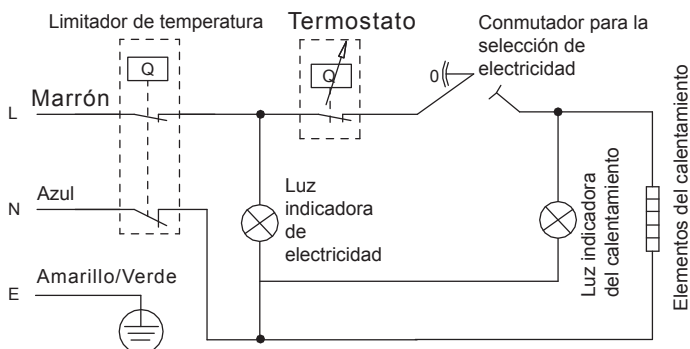 Limitador de temperatura
Termostato
Conmutador para la
selección de
electricidad
Q
Q
0
L
Marrón
N
Azul
E
Amarillo/Verde
Luz
indicadora
de
electricidad
Luz indicadora
del calentamiento
Elementos del calentamiento